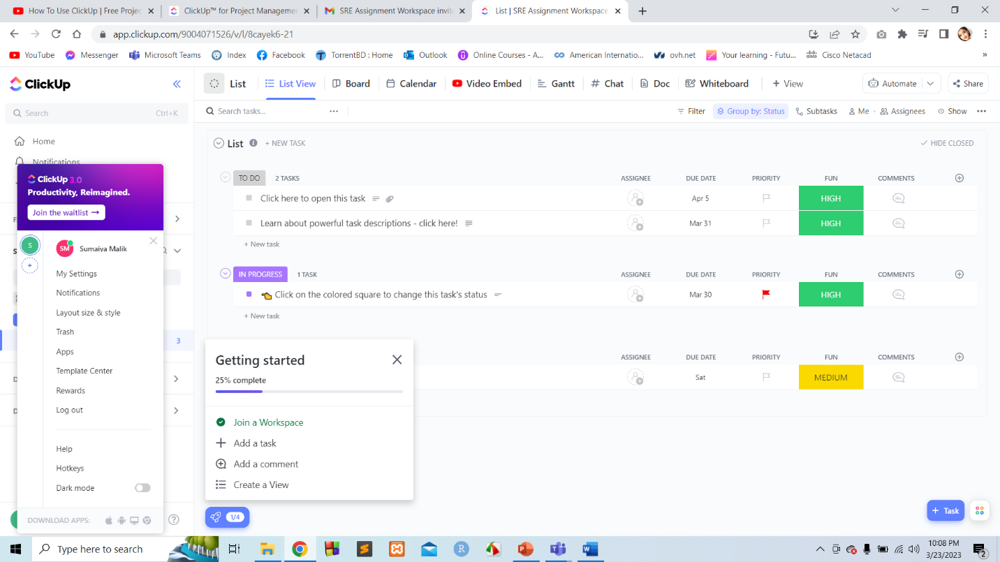 How To Use ClickUp | Free Projec
ClickUp™ for Project Managemen
SRE Assignment Workspace invite
List | SRE Assignment Workspace
app.clickup.com/9004071526/v/l/8cayek6-21
YouTube
Messenger
Microsoft Teams
Index
Facebook
TorrentBD : Home
Outlook
Online Courses - A...
American Internatio...
ovh.net
Your learning - Futu...
Cisco Netacad
»
ClickUp
List
List View
Board
Calendar
Video Embed
Gantt
Chat
Doc
Whiteboard
+ View
Automate
Share
Search
Ctrl+K
Search tasks...
Filter
Group by: Status
Subtasks
Me
Assignees
Show
Home
Notifications
ClickUp 3.0
Productivity, Reimagined.
Join the waitlist →
S
SM
Sumaiya Malik
My Settings
Notifications
Layout size & style
Trash
Apps
Template Center
Rewards
Log out
Help
Hotkeys
Dark mode
DOWNLOAD APPS:
3
List
+ NEW TASK
HIDE CLOSED
TO DO
2 TASKS
ASSIGNEE
DUE DATE
PRIORITY
FUN
COMMENTS
Click here to open this task
Apr 5
HIGH
Learn about powerful task descriptions - click here!
Mar 31
HIGH
+ New task
IN PROGRESS
1 TASK
ASSIGNEE
DUE DATE
PRIORITY
FUN
COMMENTS
Click on the colored square to change this task's status
Mar 30
HIGH
+ New task
ASSIGNEE
DUE DATE
PRIORITY
FUN
COMMENTS
Sat
MEDIUM
Getting started
25% complete
Join a Workspace
Add a task
Add a comment
Create a View
1/4
+ Task
Type here to search
10:08 PM
3/23/2023
2